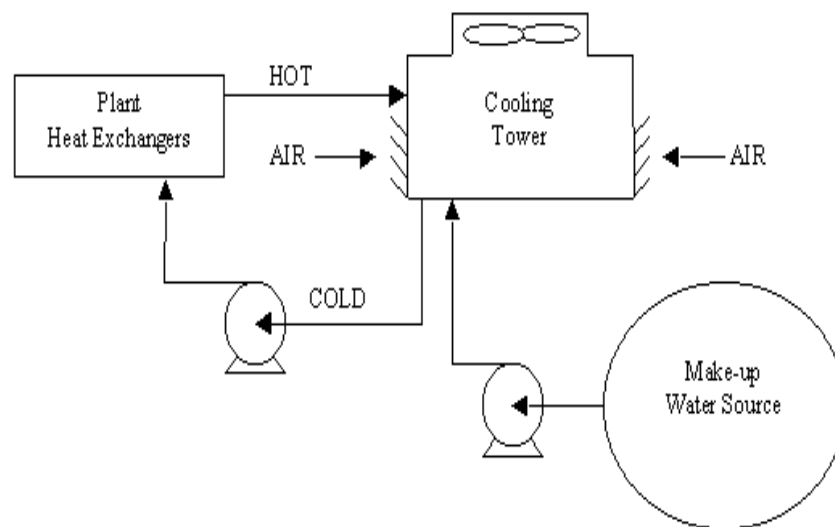 HOT
Plant
Heat Exchangers
Cooling
Tower
AIR
AIR
COLD
Make-up
Water Source